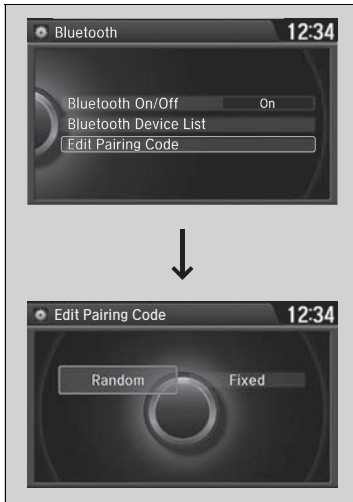 Bluetooth 12:34
Bluetooth On/Off On
Bluetooth Device List
Edit Pairing Code
Edit Pairing Code 12:34
Random Fixed